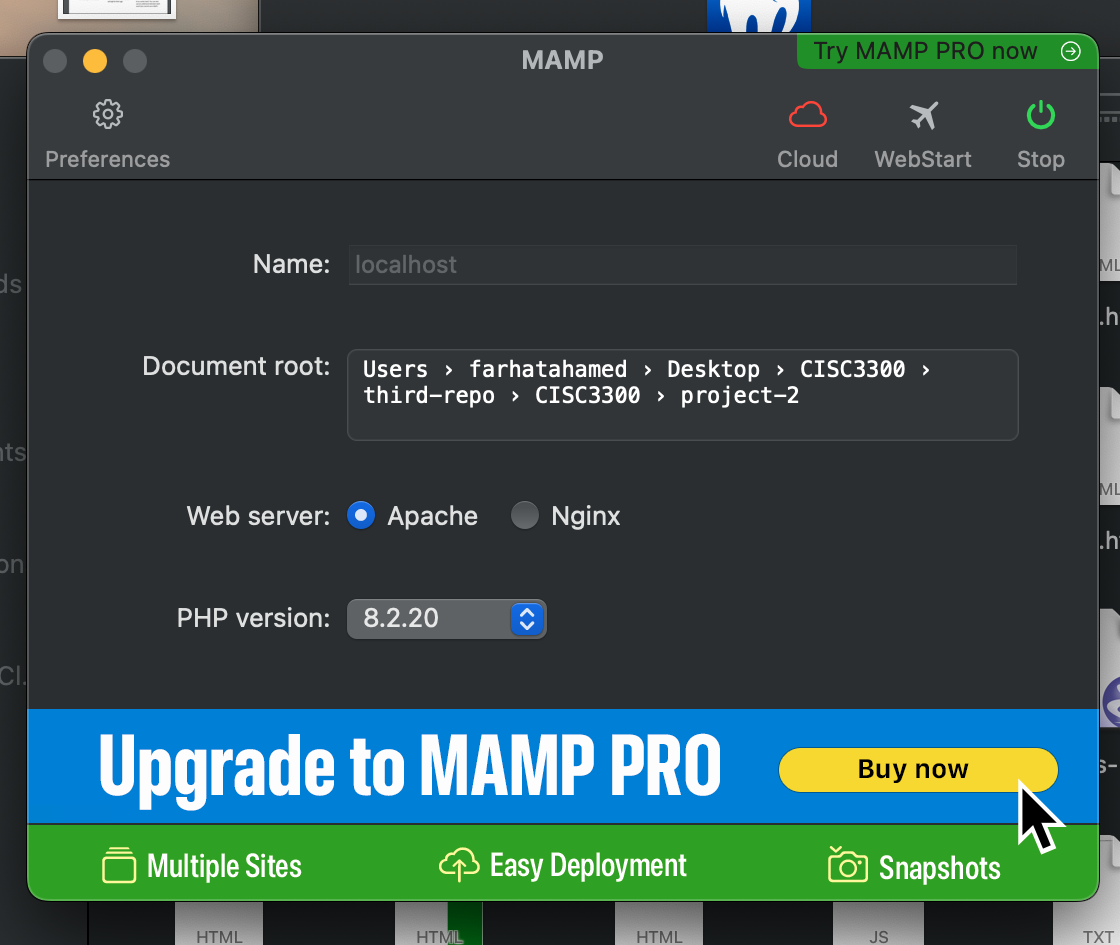 MAMP
Try MAMP PRO now
Preferences
Cloud
WebStart
Stop
Name:
localhost
Document root:
Users › farhatahamed › Desktop › CISC3300 ›
third-repo › CISC3300 › project-2
Web server:
Apache
Nginx
PHP version:
8.2.20
Upgrade to MAMP PRO
Buy now
Multiple Sites
Easy Deployment
Snapshots
HTML
HTML
HTML
JS
TXT